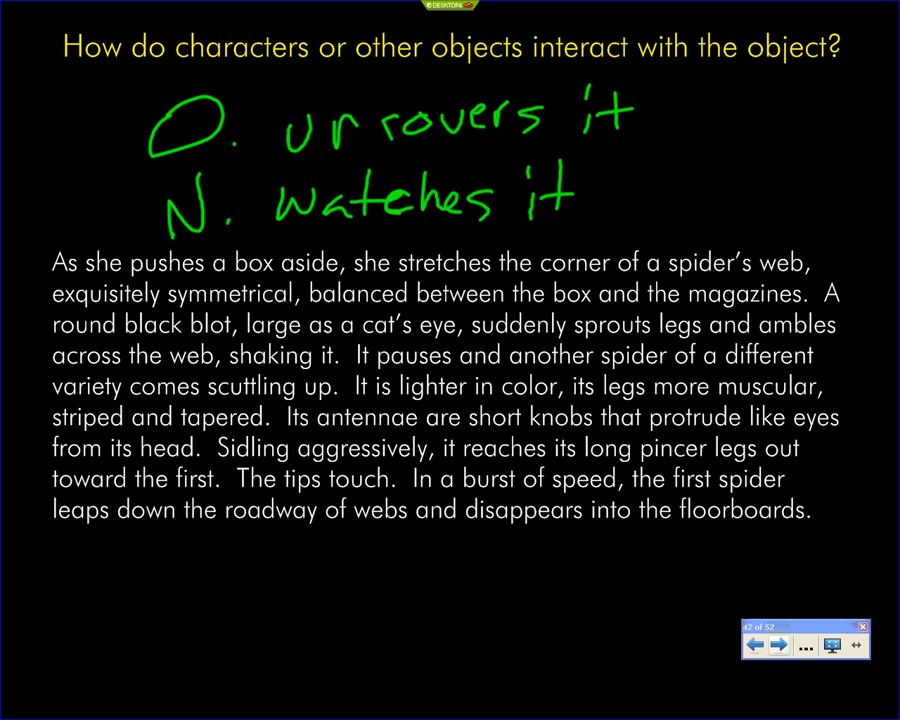 DESKTOP4
How do characters or other objects interact with the object?
O. unrovers it
N. watches it
As she pushes a box aside, she stretches the corner of a spider's web,
exquisitely symmetrical, balanced between the box and the magazines. A
round black blot, large as a cat's eye, suddenly sprouts legs and ambles
across the web, shaking it. It pauses and another spider of a different
variety comes scuttling up. It is lighter in color, its legs more muscular,
striped and tapered. Its antennae are short knobs that protrude like eyes
from its head. Sidling aggressively, it reaches its long pincer legs out
toward the first. The tips touch. In a burst of speed, the first spider
leaps down the roadway of webs and disappears into the floorboards.
42 of 52
...